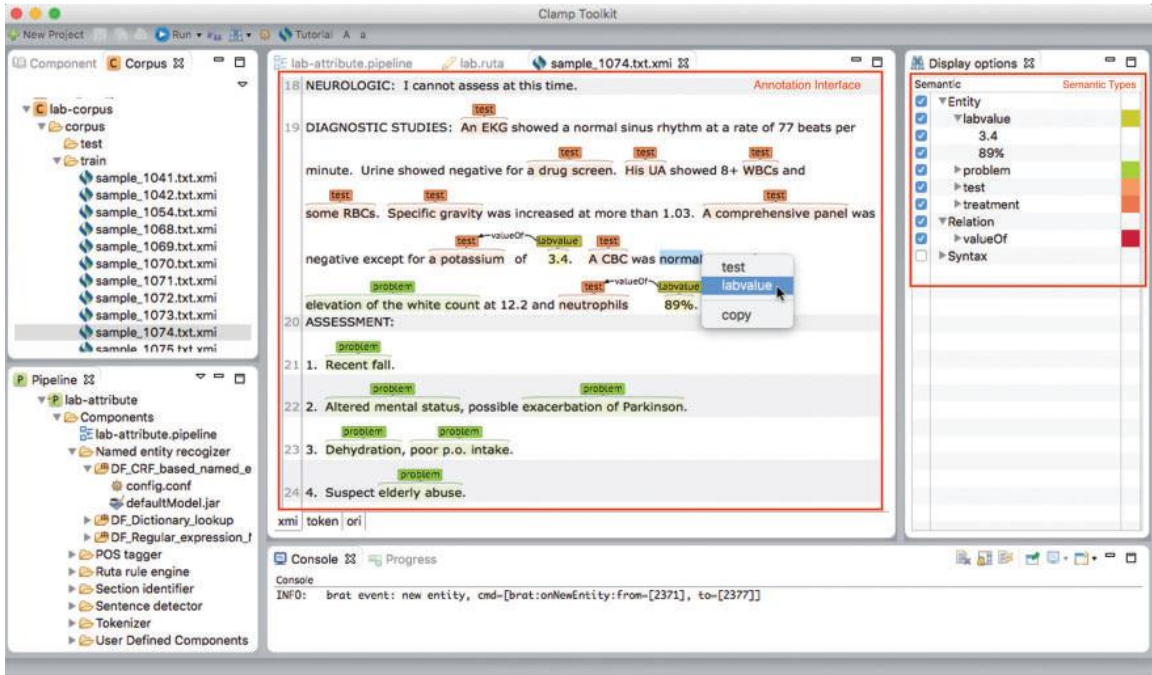 Clamp Toolkit
New Project Run Tutorial A a
Component Corpus
lab-corpus
corpus
test
train
sample_1041.txt.xmi
sample_1042.txt.xmi
sample_1054.txt.xmi
sample_1068.txt.xmi
sample_1069.txt.xmi
sample_1070.txt.xmi
sample_1071.txt.xmi
sample_1072.txt.xmi
sample_1073.txt.xmi
sample_1074.txt.xmi
sample_1075.txt.xmi
Pipeline
lab-attribute
Components
lab-attribute.pipeline
Named entity recogizer
DF_CRF_based_named_e
config.conf
defaultModel.jar
DF_Dictionary_lookup
DF_Regular_expression_
POS tagger
Ruta rule engine
Section identifier
Sentence detector
Tokenizer
User Defined Components
lab-attribute.pipeline lab.ruta sample_1074.txt.xmi
18 NEUROLOGIC: I cannot assess at this time. Annotation Interface
test
19 DIAGNOSTIC STUDIES: An EKG showed a normal sinus rhythm at a rate of 77 beats per
test test test
minute. Urine showed negative for a drug screen. His UA showed 8+ WBCs and
test test test
some RBCs. Specific gravity was increased at more than 1.03. A comprehensive panel was
test valueOf labvalue test
negative except for a potassium of 3.4. A CBC was normal
problem test valueOf labvalue
elevation of the white count at 12.2 and neutrophils 89%.
test
labvalue
copy
20 ASSESSMENT:
problem
21 1. Recent fall.
problem problem
22 2. Altered mental status, possible exacerbation of Parkinson.
problem problem
23 3. Dehydration, poor p.o. intake.
problem
24 4. Suspect elderly abuse.
xmi token ori
Console Progress
Console
INFO: brat event: new entity, cmd=[brat:onNewEntity:from=[2371], to=[2377]]
Display options
Semantic Semantic Types
Entity
labvalue
3.4
89%
problem
test
treatment
Relation
valueOf
Syntax